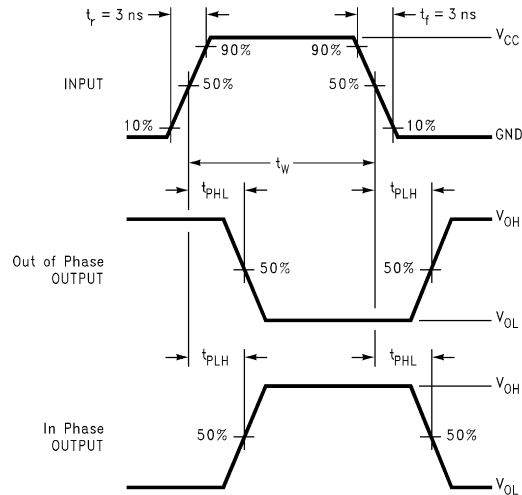 t_r = 3 ns
t_f = 3 ns
V_CC
90%
90%
INPUT
50%
50%
10%
10%
GND
t_W
t_PHL
t_PLH
V_OH
Out of Phase
OUTPUT
50%
50%
V_OL
t_PLH
t_PHL
V_OH
In Phase
OUTPUT
50%
50%
V_OL